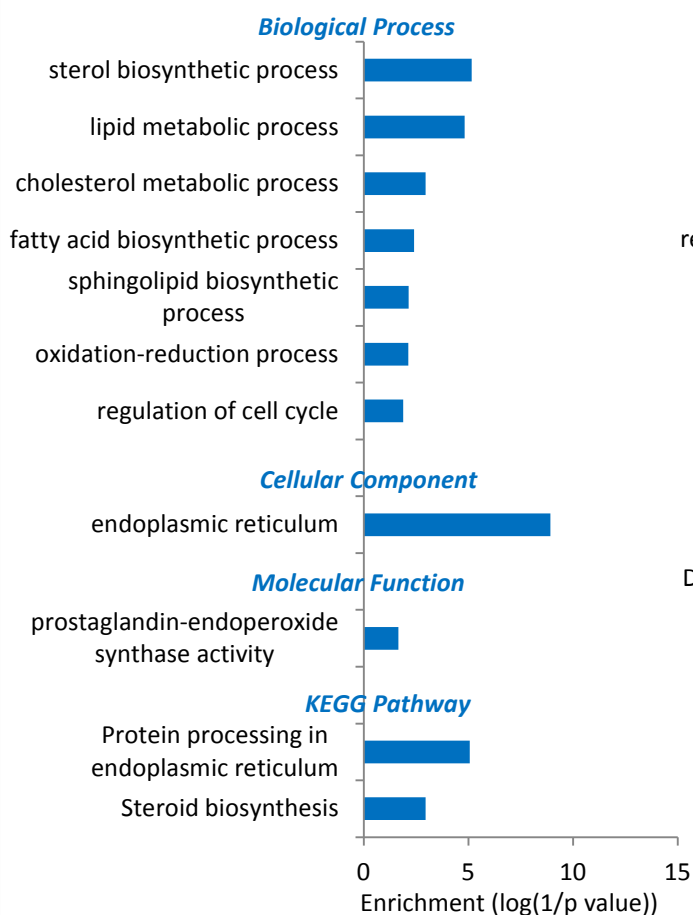 Biological Process
sterol biosynthetic process
lipid metabolic process
cholesterol metabolic process
fatty acid biosynthetic process
sphingolipid biosynthetic
process
oxidation-reduction process
regulation of cell cycle
Cellular Component
endoplasmic reticulum
Molecular Function
prostaglandin-endoperoxide
synthase activity
KEGG Pathway
Protein processing in
endoplasmic reticulum
Steroid biosynthesis
0 5 10 15
Enrichment (log(1/p value))
re
D